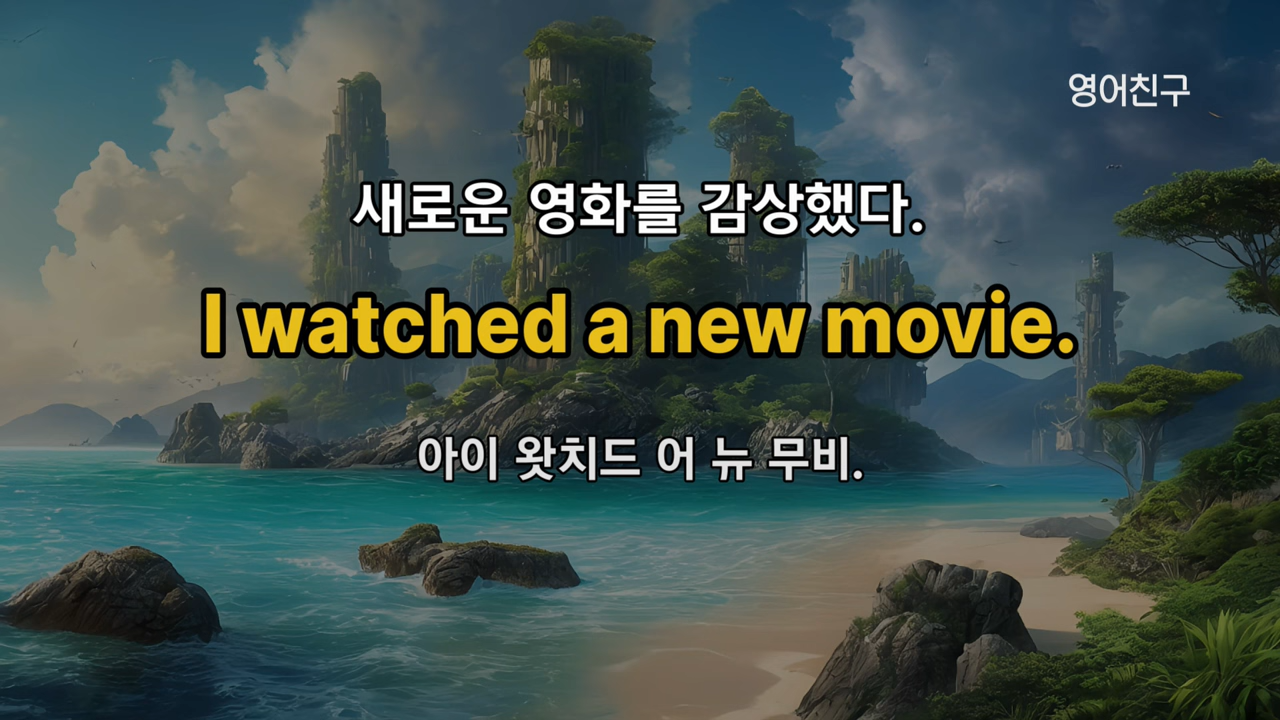 영어친구
새로운 영화를 감상했다.
I watched a new movie.
아이 왓치드 어 뉴 무비.